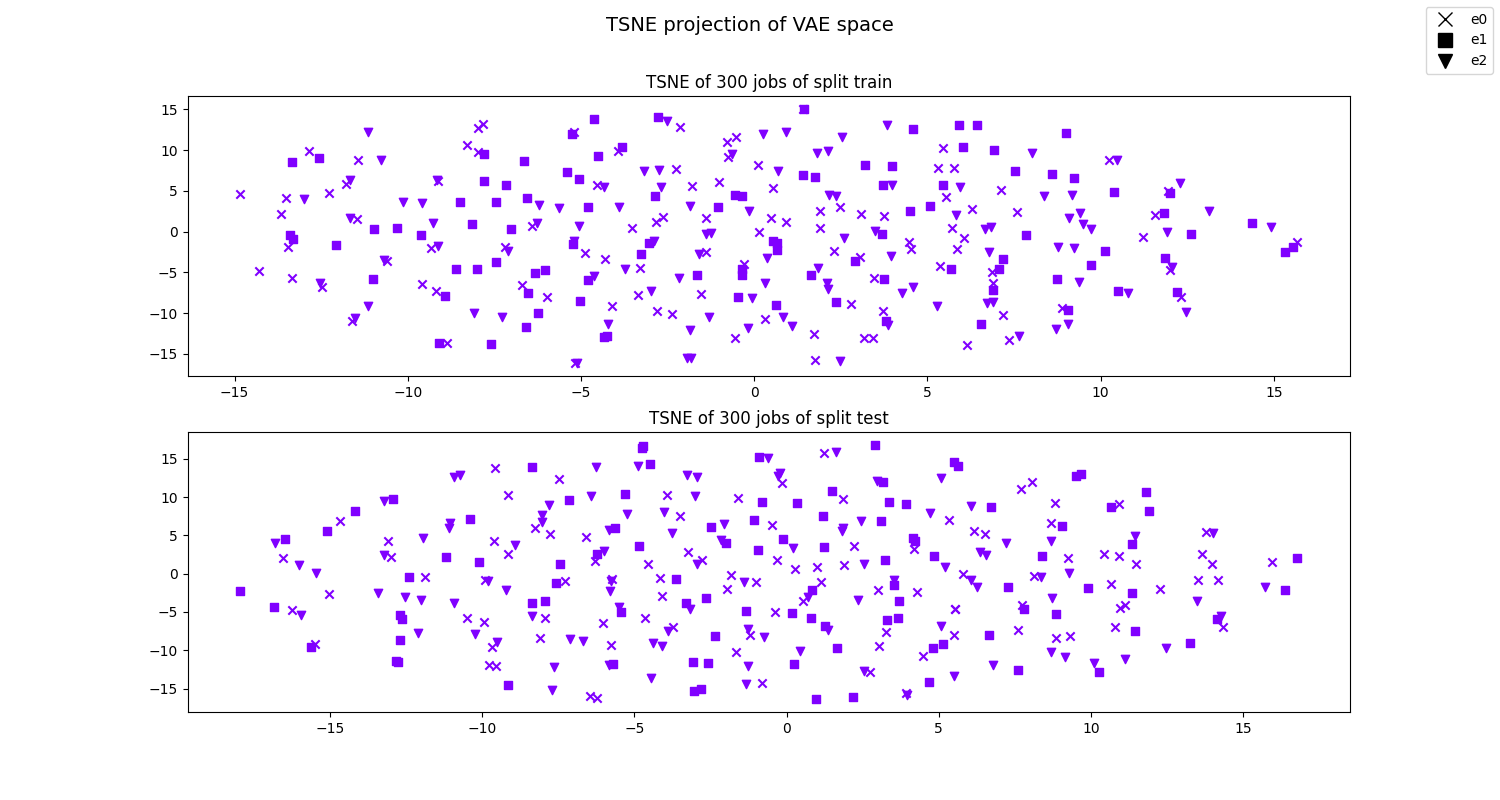 TSNE projection of VAE space
e0
e1
e2
TSNE of 300 jobs of split train
15
10
5
0
−5
−10
−15
−15 −10 −5 0 5 10 15
TSNE of 300 jobs of split test
15
10
5
0
−5
−10
−15
−15 −10 −5 0 5 10 15